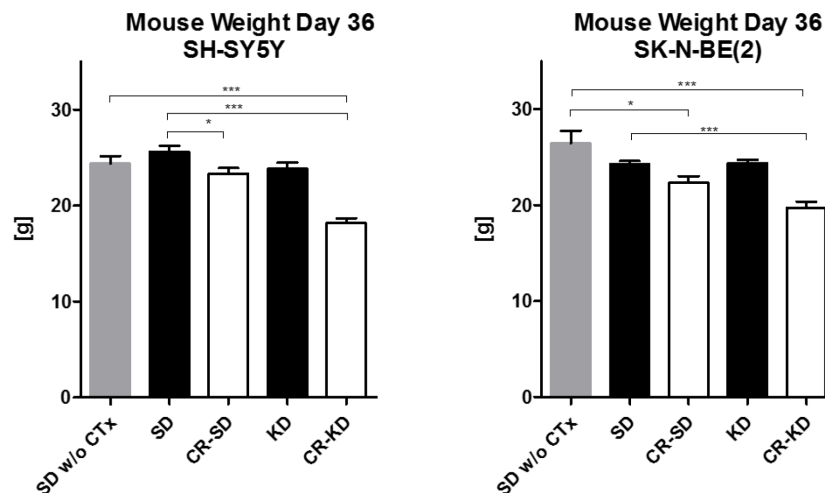 Mouse Weight Day 36
SH-SY5Y
***
***
*
30
20
10
0
[g]
SD w/o CTx
SD
CR-SD
KD
CR-KD
Mouse Weight Day 36
SK-N-BE(2)
***
*
***
30
20
10
0
[g]
SD w/o CTx
SD
CR-SD
KD
CR-KD